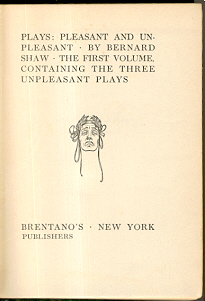 PLAYS: PLEASANT AND UN-
PLEASANT · BY BERNARD
SHAW · THE FIRST VOLUME,
CONTAINING THE THREE
UNPLEASANT PLAYS
BRENTANO'S · NEW YORK
PUBLISHERS